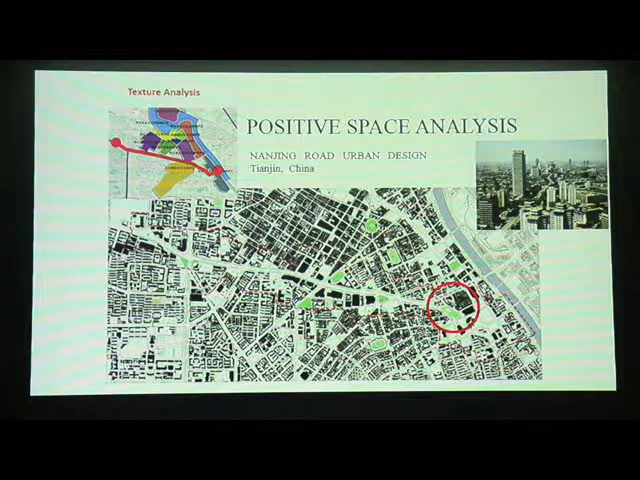 Texture Analysis
POSITIVE SPACE ANALYSIS
NANJING ROAD URBAN DESIGN
Tianjin, China